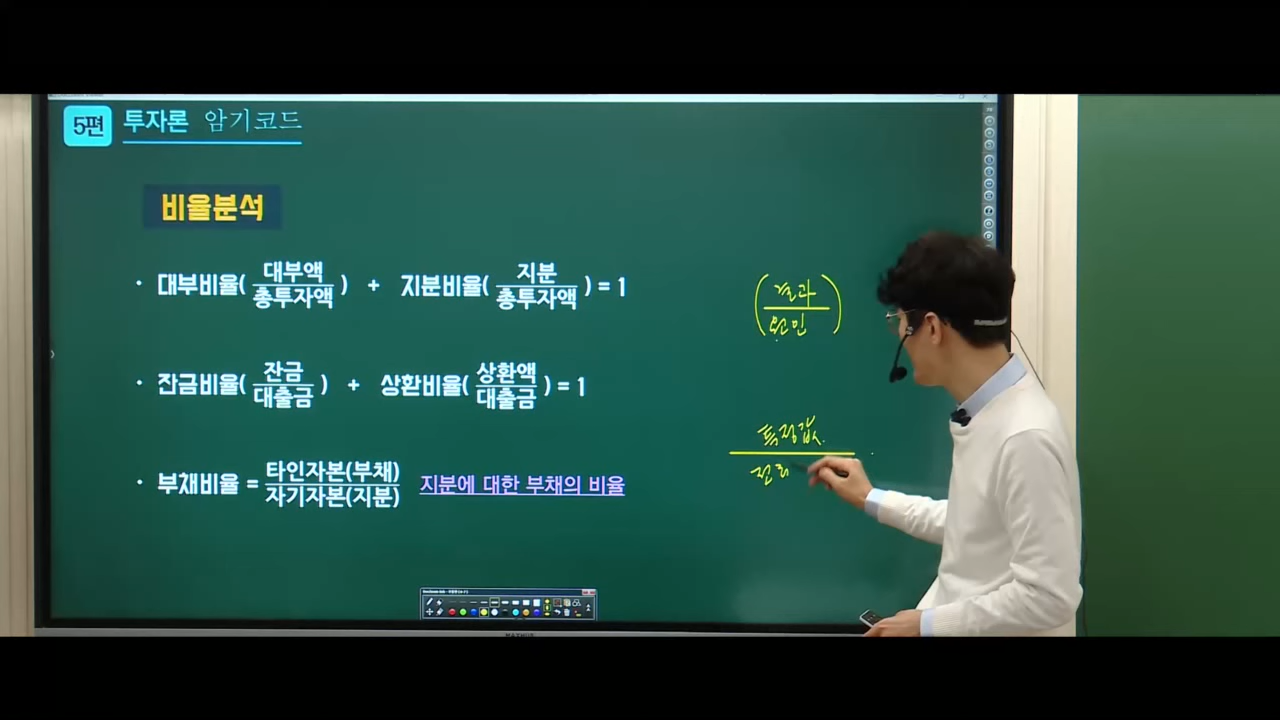 5편 투자론 암기코드
비율분석
· 대부비율( 대부액 / 총투자액 ) + 지분비율( 지분 / 총투자액 ) = 1
· 잔금비율( 잔금 / 대출금 ) + 상환비율( 상환액 / 대출금 ) = 1
· 부채비율 = 타인자본(부채) / 자기자본(지분) 지분에 대한 부채의 비율
( 결과 / 원인 )
특정값